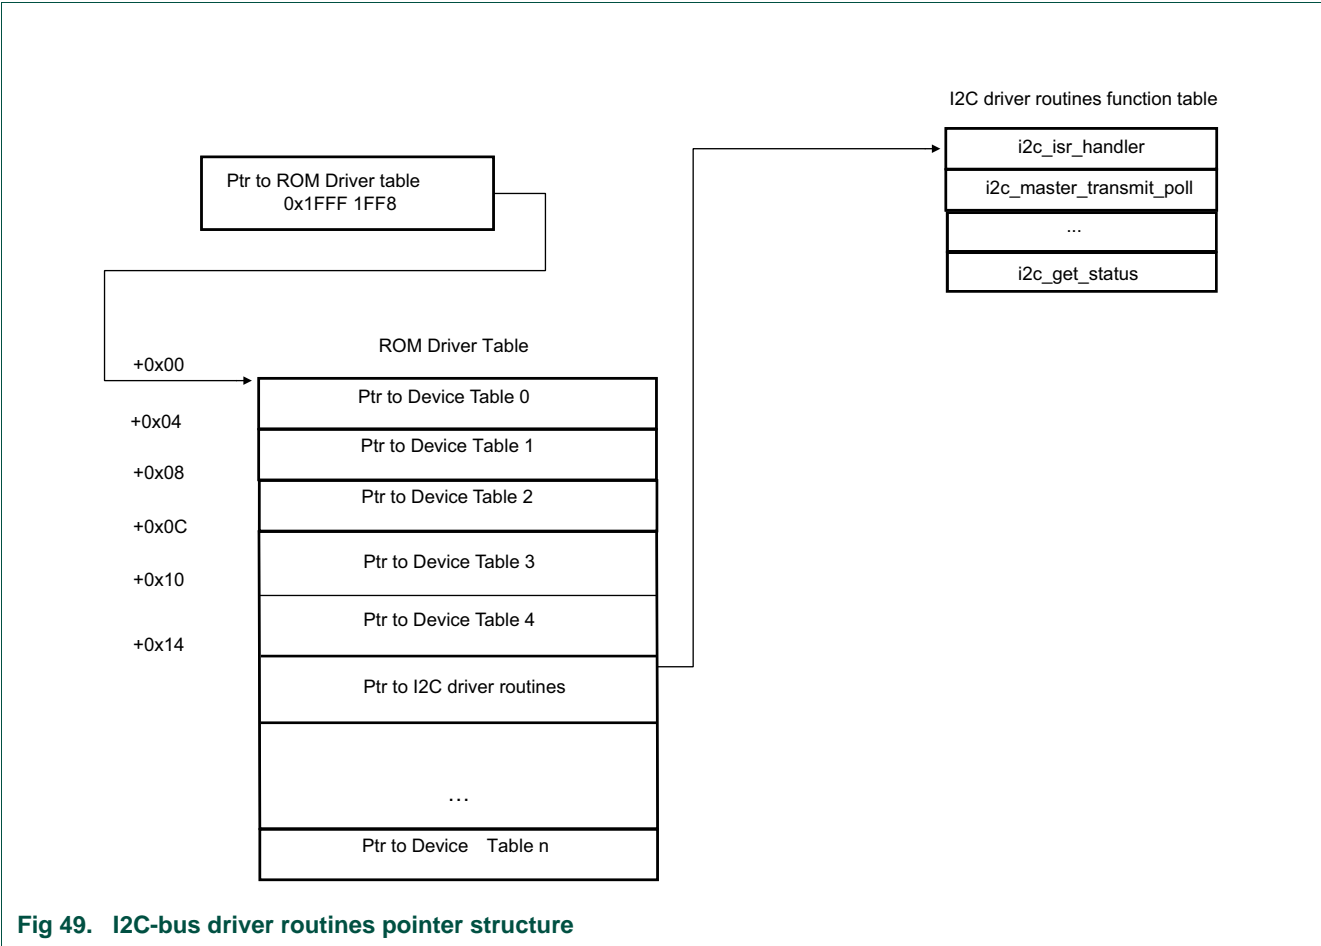 I2C driver routines function table
i2c_isr_handler
i2c_master_transmit_poll
...
i2c_get_status
Ptr to ROM Driver table
0x1FFF 1FF8
ROM Driver Table
+0x00
Ptr to Device Table 0
+0x04
Ptr to Device Table 1
+0x08
Ptr to Device Table 2
+0x0C
Ptr to Device Table 3
+0x10
Ptr to Device Table 4
+0x14
Ptr to I2C driver routines
...
Ptr to Device Table n
Fig 49. I2C-bus driver routines pointer structure